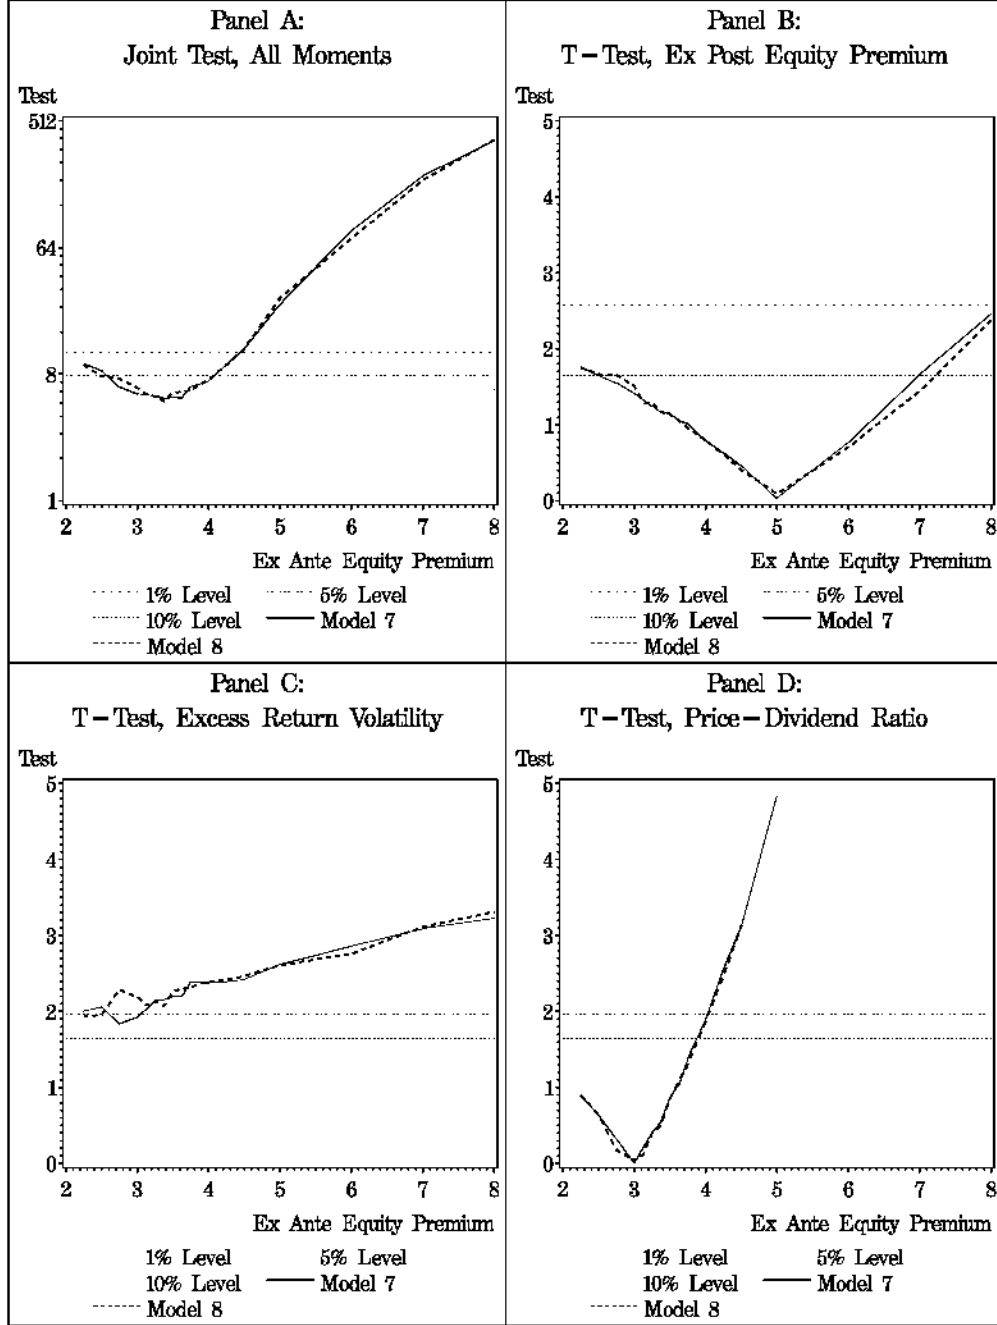 Panel A:
Joint Test, All Moments
Test
512
64
8
1
2 3 4 5 6 7 8
Ex Ante Equity Premium
1% Level 5% Level
10% Level Model 7
Model 8
Panel B:
T-Test, Ex Post Equity Premium
Test
5
4
3
2
1
0
2 3 4 5 6 7 8
Ex Ante Equity Premium
1% Level 5% Level
10% Level Model 7
Model 8
Panel C:
T-Test, Excess Return Volatility
Test
5
4
3
2
1
0
2 3 4 5 6 7 8
Ex Ante Equity Premium
1% Level 5% Level
10% Level Model 7
Model 8
Panel D:
T-Test, Price-Dividend Ratio
Test
5
4
3
2
1
0
2 3 4 5 6 7 8
Ex Ante Equity Premium
1% Level 5% Level
10% Level Model 7
Model 8